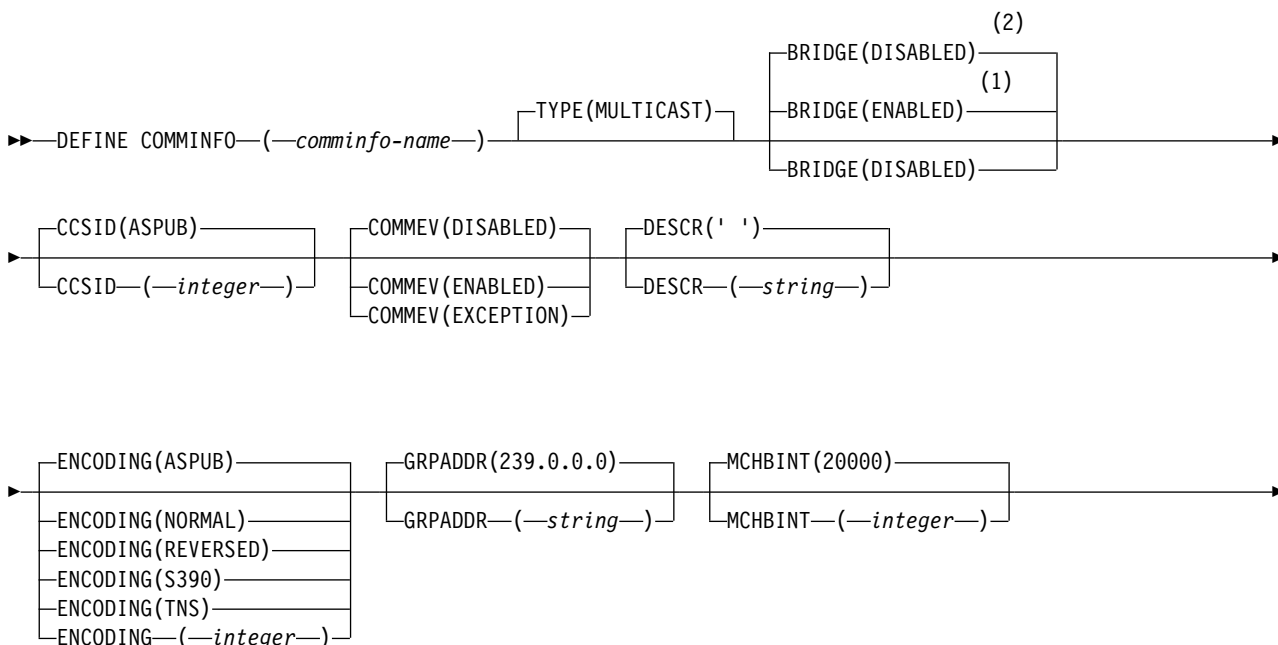 (2)
BRIDGE(DISABLED)
(1)
TYPE(MULTICAST) BRIDGE(ENABLED)
DEFINE COMMINFO ( comminfo-name )
BRIDGE(DISABLED)
CCSID(ASPUB) COMMEV(DISABLED) DESCR(' ')
CCSID ( integer ) COMMEV(ENABLED) DESCR ( string )
COMMEV(EXCEPTION)
ENCODING(ASPUB) GRPADDR(239.0.0.0) MCHBINT(20000)
ENCODING(NORMAL) GRPADDR ( string ) MCHBINT ( integer )
ENCODING(REVERSED)
ENCODING(S390)
ENCODING(TNS)
ENCODING ( integer )